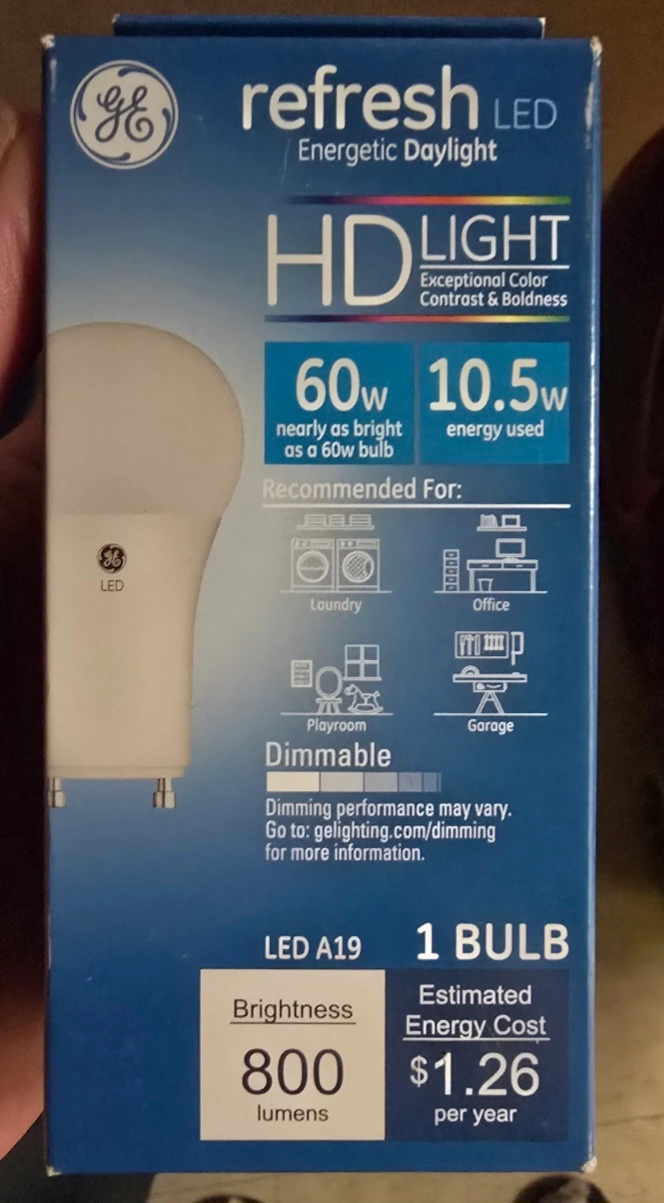 GE
refresh LED
Energetic Daylight
HD LIGHT
Exceptional Color
Contrast & Boldness
60w
nearly as bright
as a 60w bulb
10.5w
energy used
Recommended For:
GE
LED
Laundry
Office
Playroom
Garage
Dimmable
Dimming performance may vary.
Go to: gelighting.com/dimming
for more information.
LED A19
1 BULB
Brightness
800
lumens
Estimated
Energy Cost
$1.26
per year